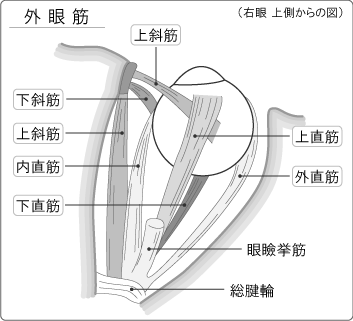 外眼筋
(右眼 上側からの図)
上斜筋
下斜筋
上斜筋
上直筋
内直筋
外直筋
下直筋
眼瞼挙筋
総腱輪